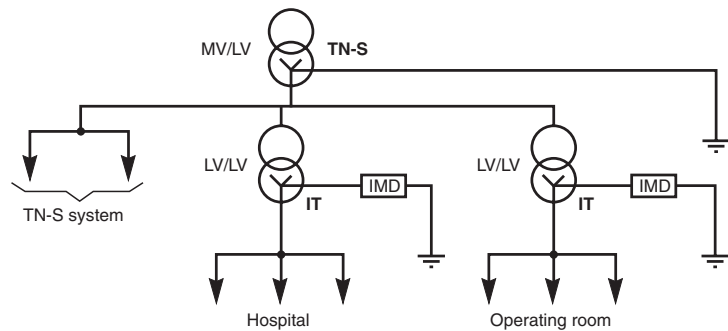 MV/LV TN-S
LV/LV IMD LV/LV IMD
IT IT
TN-S system
Hospital Operating room